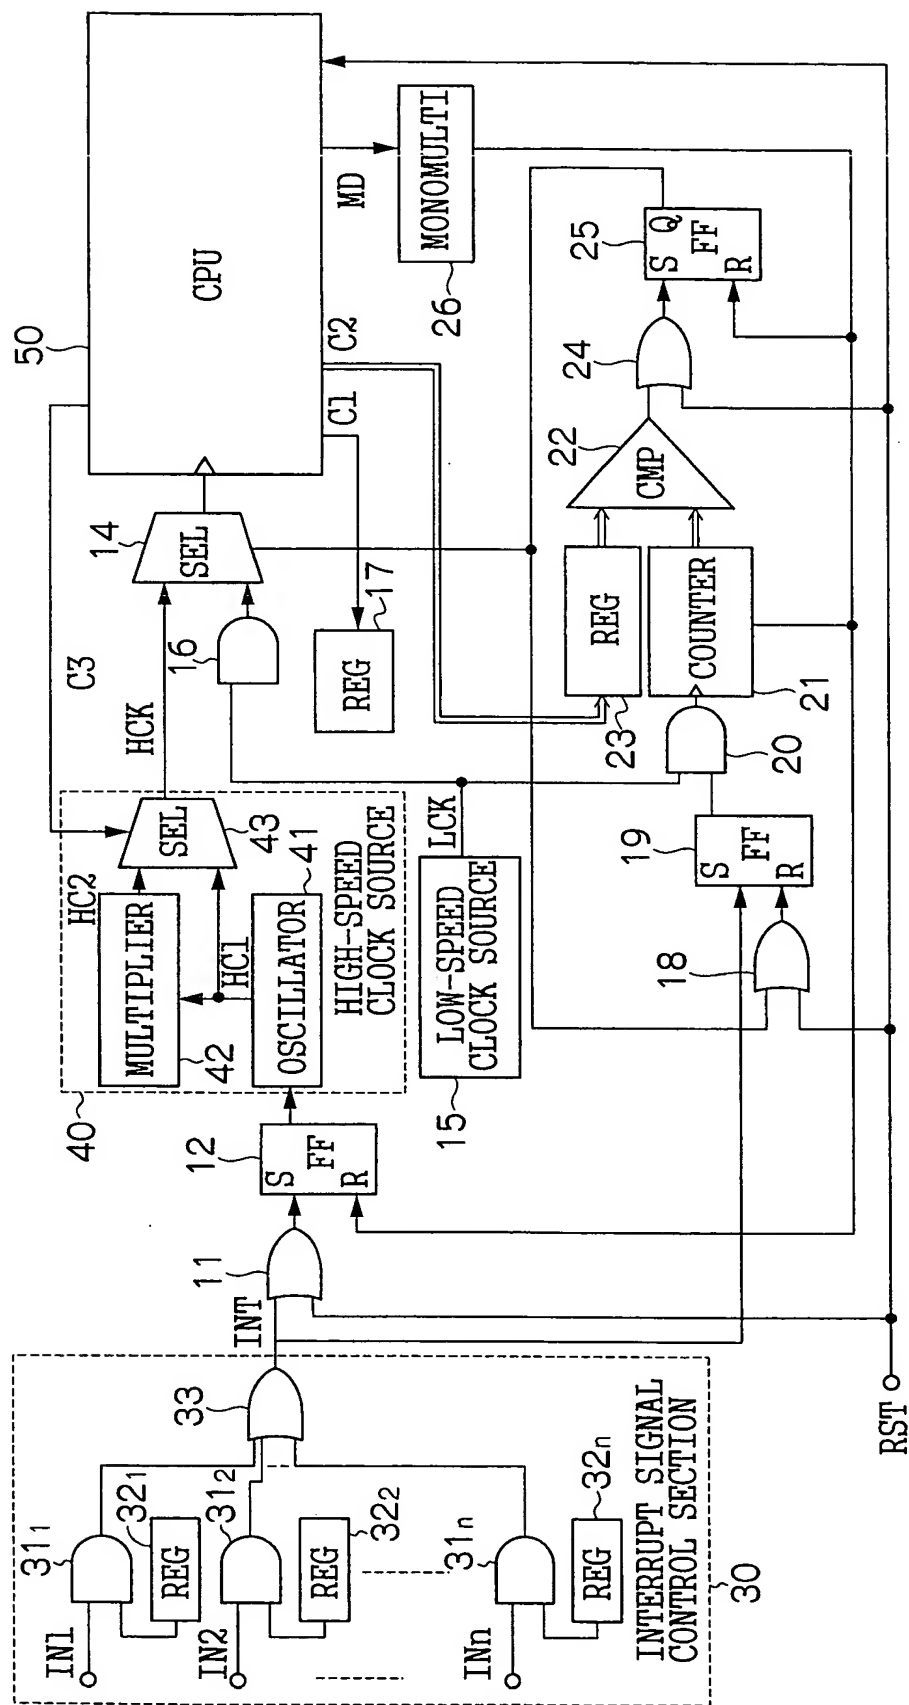 IN1
IN2
INn
31₁
32₁
REG
31₂
32₂
REG
31n
32n
REG
33
INTERRUPT SIGNAL
CONTROL SECTION
30
INT
11
RST
12
S
FF
R
40
MULTIPLIER
42
HC2
HC1
OSCILLATOR
41
SEL
43
HIGH-SPEED
CLOCK SOURCE
LOW-SPEED
CLOCK SOURCE
15
LCK
HCK
C3
16
14
SEL
REG
17
50
CPU
C1
C2
MD
MONOMULTI
26
18
19
S
FF
R
20
COUNTER
21
REG
23
CMP
22
24
25
S
Q
FF
R